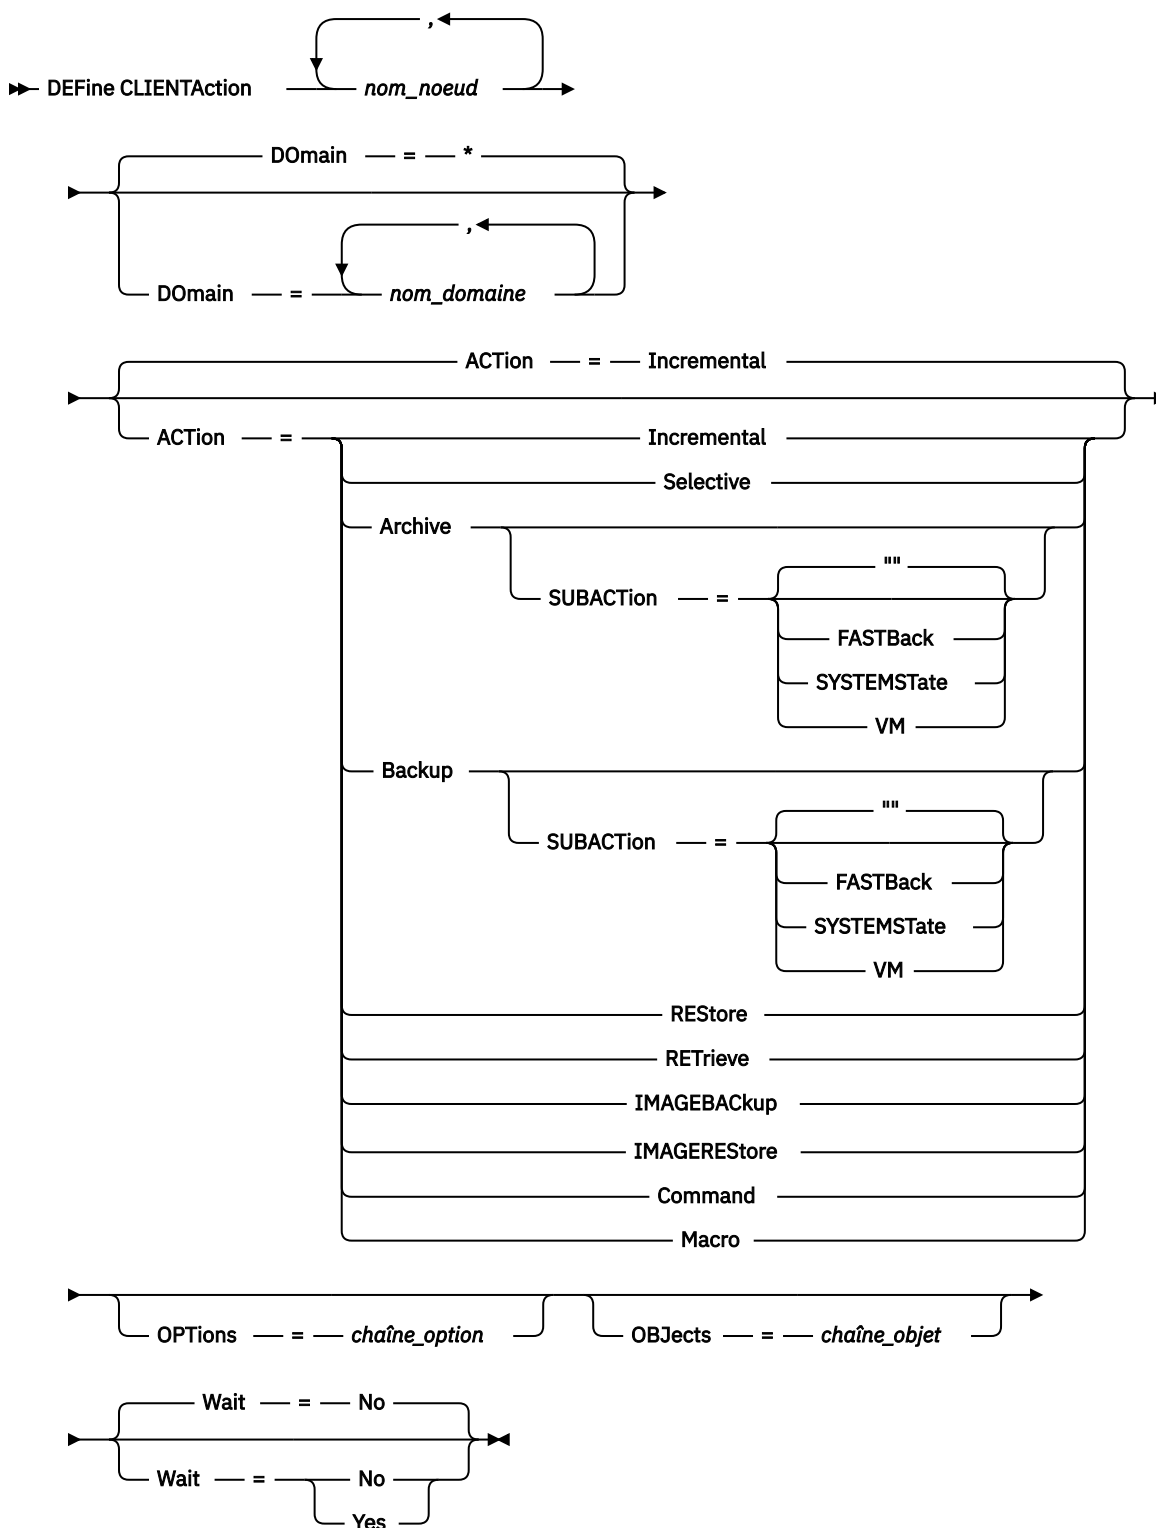 ,
DEFine CLIENTAction nom_noeud
DOmain = *
,
DOmain = nom_domaine
ACTion = Incremental
ACTion = Incremental
Selective
Archive
""
SUBACTion =
FASTBack
SYSTEMSTate
VM
Backup
""
SUBACTion =
FASTBack
SYSTEMSTate
VM
REStore
RETrieve
IMAGEBACkup
IMAGEREStore
Command
Macro
OPTions = chaîne_option OBJects = chaîne_objet
Wait = No
Wait = No
Yes